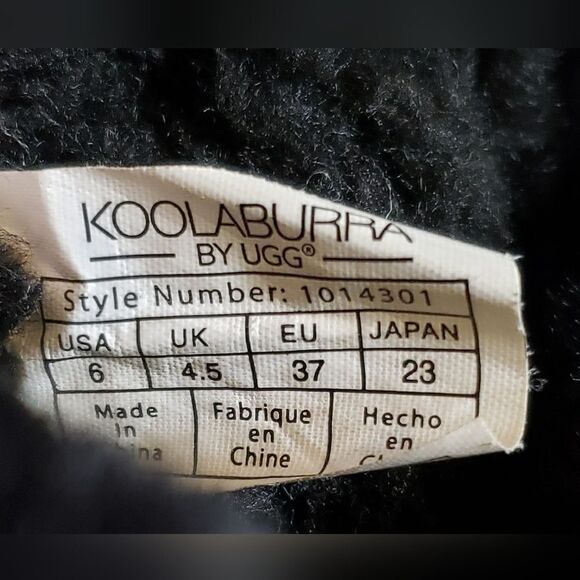 KOOLABURRA
BY UGG®
Style Number: 1014301
USA UK EU JAPAN
6 4.5 37 23
Made Fabrique Hecho
In en en
Chine